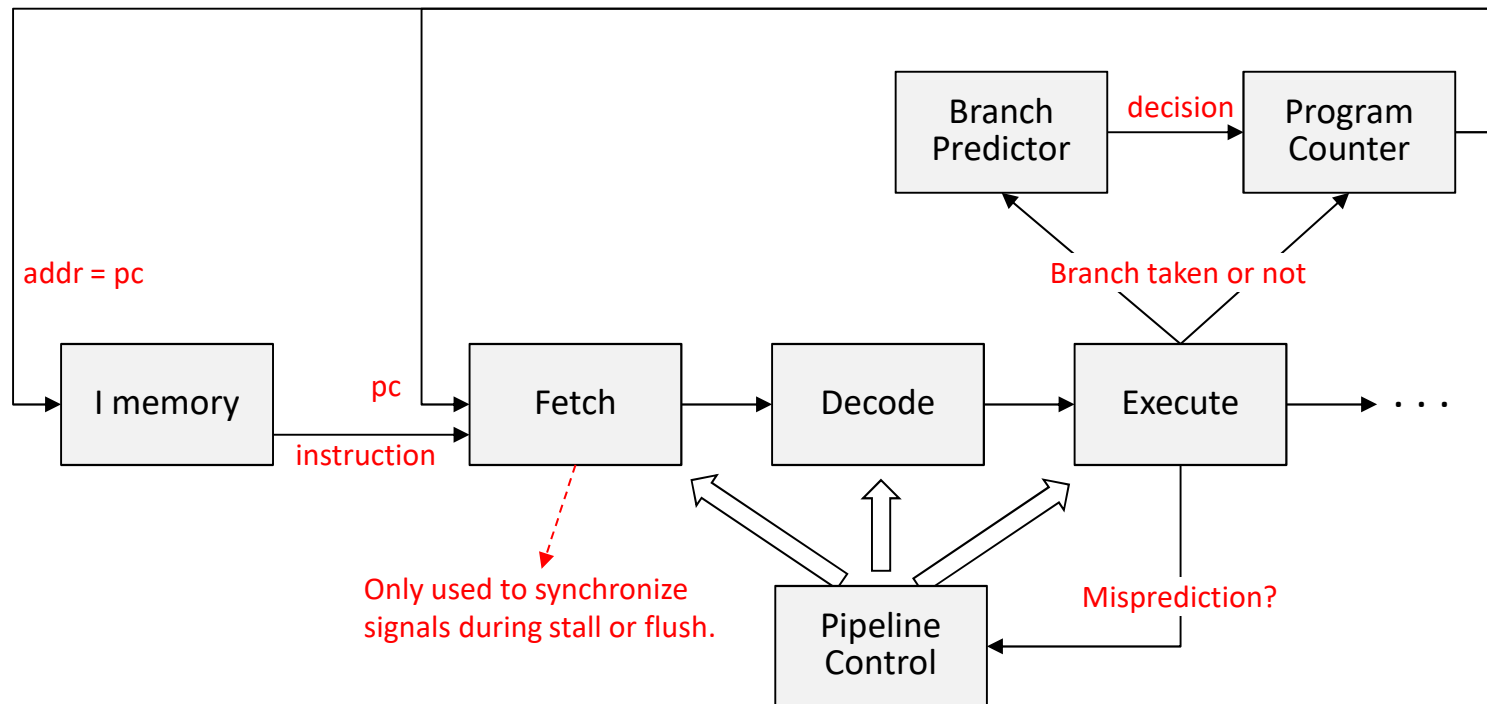 Branch
Predictor
decision
Program
Counter
addr = pc
Branch taken or not
I memory
pc
instruction
Fetch
Decode
Execute
. . .
Only used to synchronize
signals during stall or flush.
Pipeline
Control
Misprediction?